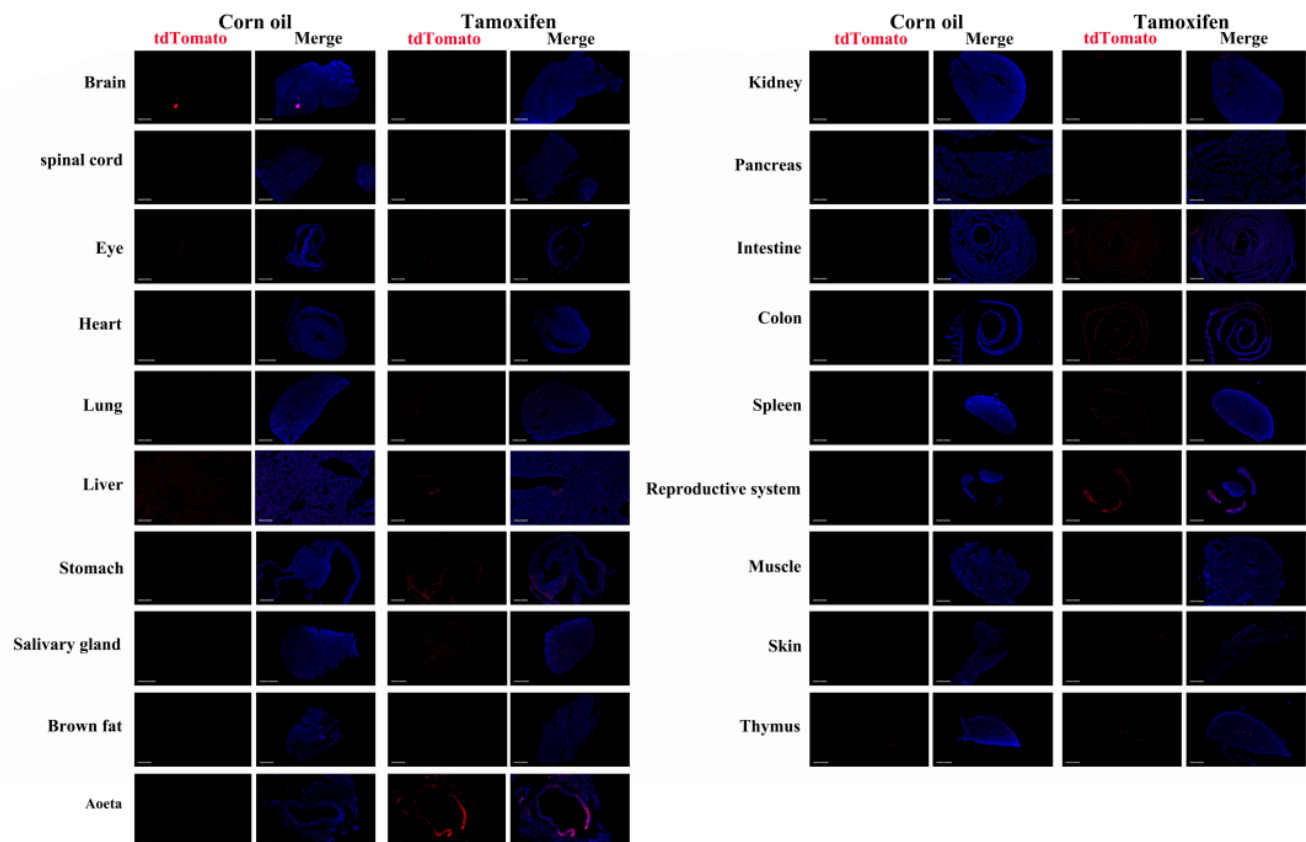 Corn oil Tamoxifen
tdTomato Merge tdTomato Merge
Brain
spinal cord
Eye
Heart
Lung
Liver
Stomach
Salivary gland
Brown fat
Aoeta
Corn oil Tamoxifen
tdTomato Merge tdTomato Merge
Kidney
Pancreas
Intestine
Colon
Spleen
Reproductive system
Muscle
Skin
Thymus